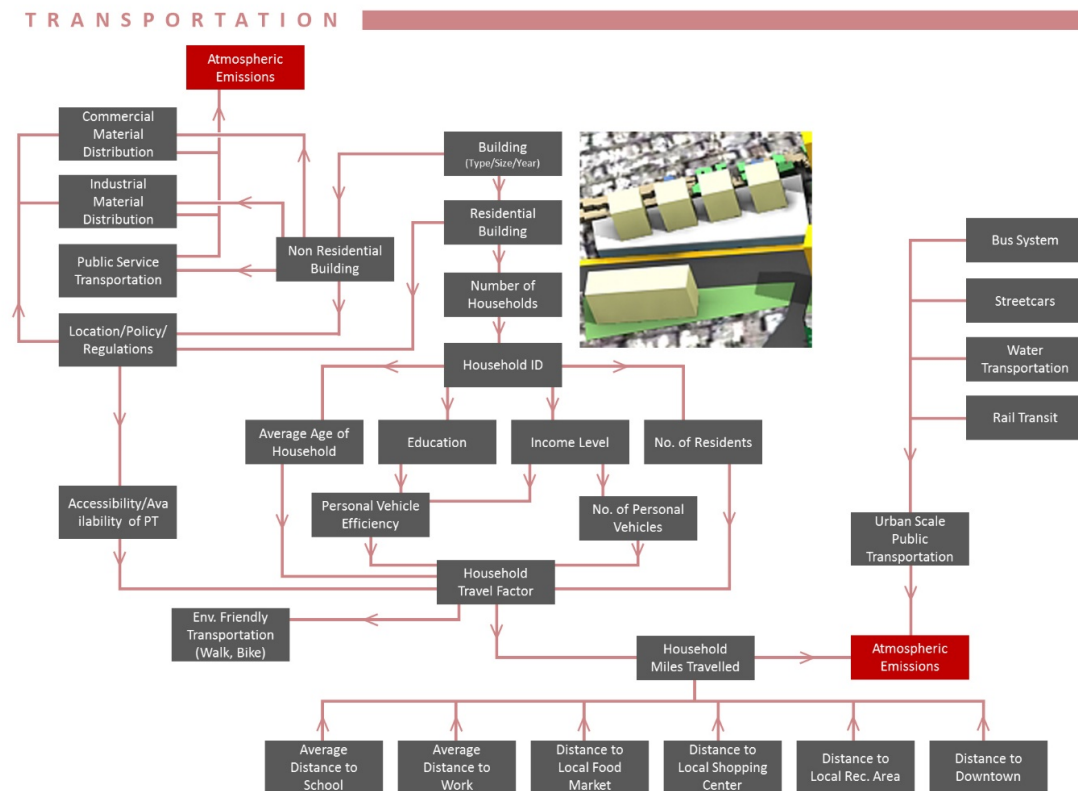 TRANSPORTATION
Atmospheric
Emissions
Commercial
Material
Distribution
Building
(Type/Size/Year)
Industrial
Material
Distribution
Residential
Building
Bus System
Non Residential
Building
Public Service
Transportation
Number of
Households
Streetcars
Location/Policy/
Regulations
Household ID
Water
Transportation
Rail Transit
Average Age of
Household
Education
Income Level
No. of Residents
Accessibility/Ava
ilability of PT
Personal Vehicle
Efficiency
No. of Personal
Vehicles
Urban Scale
Public
Transportation
Household
Travel Factor
Env. Friendly
Transportation
(Walk, Bike)
Household
Miles Travelled
Atmospheric
Emissions
Average
Distance to
School
Average
Distance to
Work
Distance to
Local Food
Market
Distance to
Local Shopping
Center
Distance to
Local Rec. Area
Distance to
Downtown